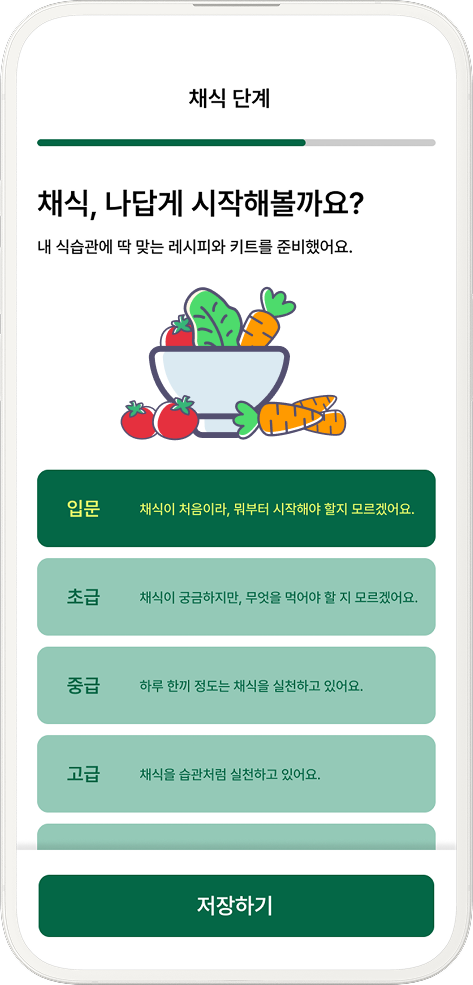 채식 단계
채식, 나답게 시작해볼까요?
내 식습관에 딱 맞는 레시피와 키트를 준비했어요.
입문 채식이 처음이라, 뭐부터 시작해야 할지 모르겠어요.
초급 채식이 궁금하지만, 무엇을 먹어야 할 지 모르겠어요.
중급 하루 한끼 정도는 채식을 실천하고 있어요.
고급 채식을 습관처럼 실천하고 있어요.
저장하기